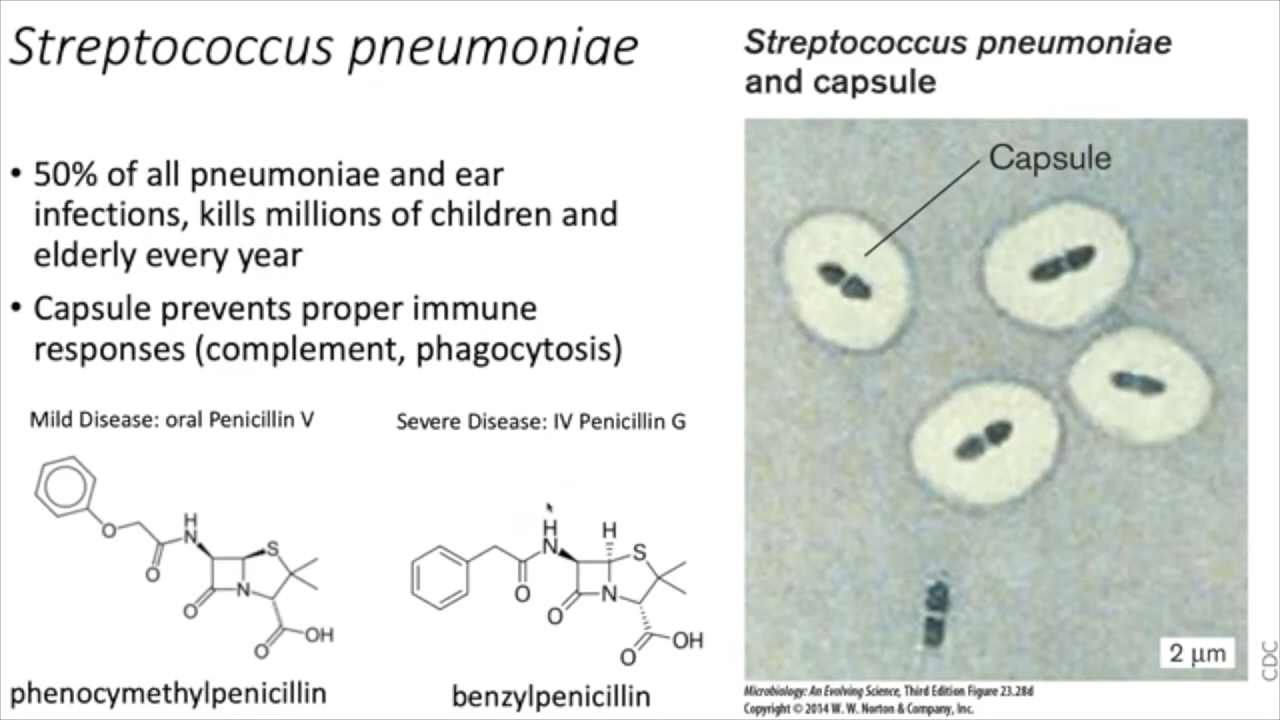 Streptococcus pneumoniae
• 50% of all pneumoniae and ear
infections, kills millions of children and
elderly every year
• Capsule prevents proper immune
responses (complement, phagocytosis)
Mild Disease: oral Penicillin V
Severe Disease: IV Penicillin G
O
O
H
N
S
N
O
O
OH
phenocymethylpenicillin
O
H
N
H
S
N
O
O
OH
benzylpenicillin
Streptococcus pneumoniae
and capsule
Capsule
2 μm
CDC
Microbiology: An Evolving Science, Third Edition Figure 23.28d
Copyright © 2014 W. W. Norton & Company, Inc.